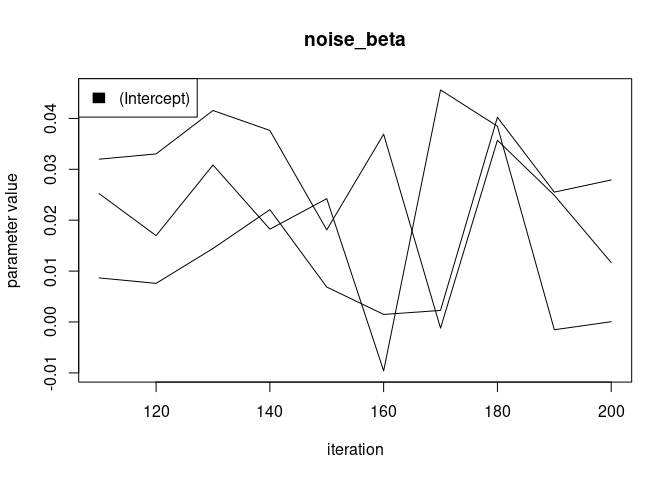 noise_beta
(Intercept)
parameter value
0.04
0.03
0.02
0.01
0.00
-0.01
120 140 160 180 200
iteration